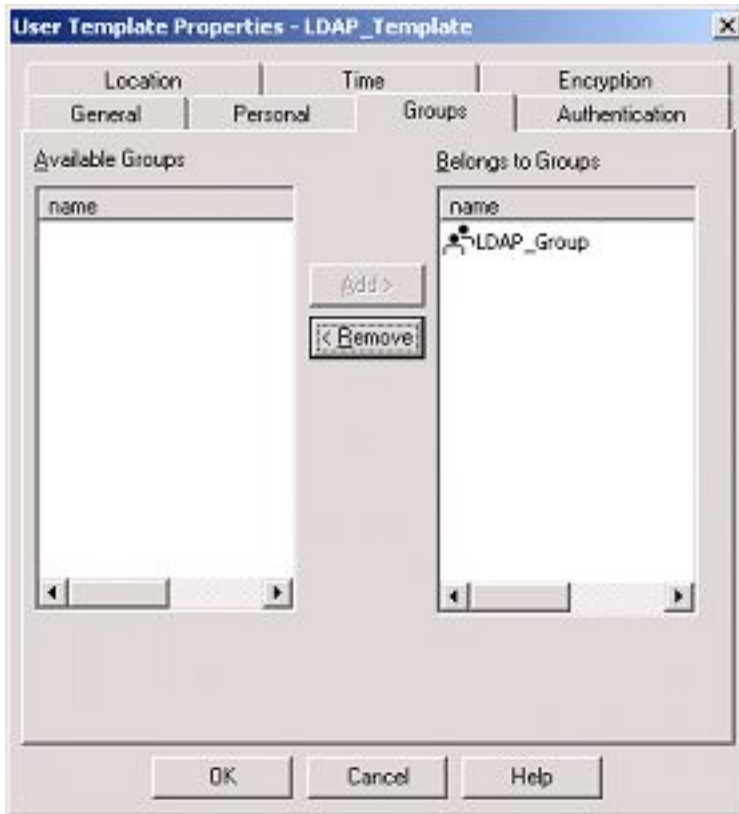 User Template Properties - LDAP_Template
Location Time Encryption
General Personal Groups Authentication
Available Groups
Belongs to Groups
name
name
LDAP_Group
Add >
< Remove
OK Cancel Help